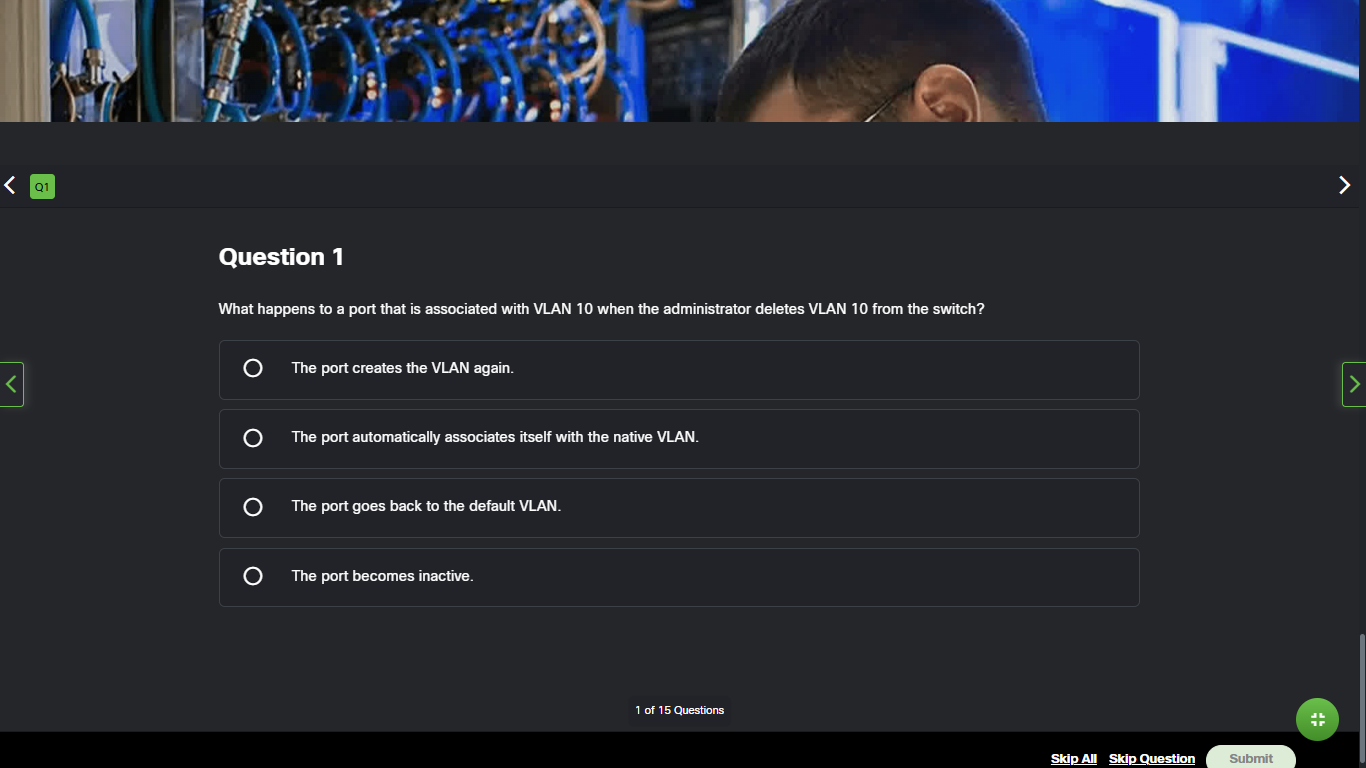 Q1
Question 1
What happens to a port that is associated with VLAN 10 when the administrator deletes VLAN 10 from the switch?
The port creates the VLAN again.
The port automatically associates itself with the native VLAN.
The port goes back to the default VLAN.
The port becomes inactive.
1 of 15 Questions
Skip All Skip Question Submit